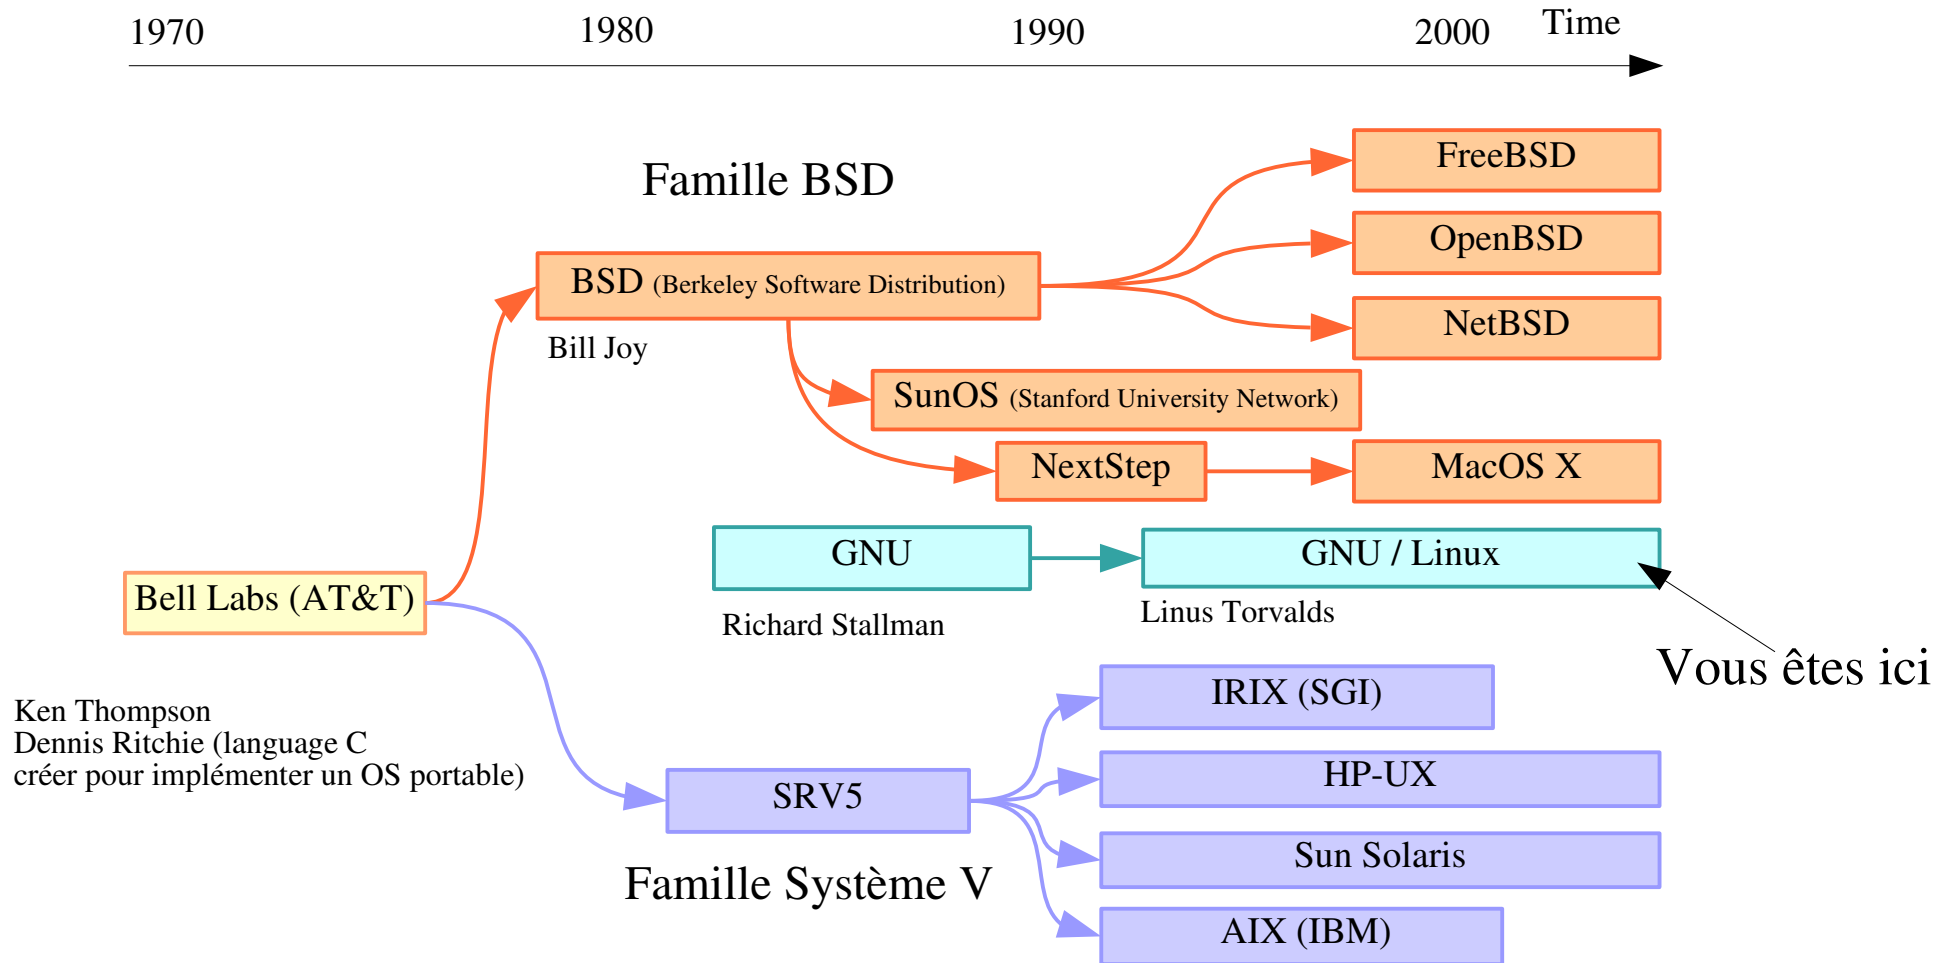 1970 1980 1990 2000 Time
Famille BSD
FreeBSD
OpenBSD
BSD (Berkeley Software Distribution)
NetBSD
Bill Joy
SunOS (Stanford University Network)
NextStep
MacOS X
GNU
GNU / Linux
Bell Labs (AT&T)
Richard Stallman
Linus Torvalds
Vous êtes ici
Ken Thompson
Dennis Ritchie (language C
créer pour implémenter un OS portable)
IRIX (SGI)
HP-UX
SRV5
Sun Solaris
Famille Système V
AIX (IBM)